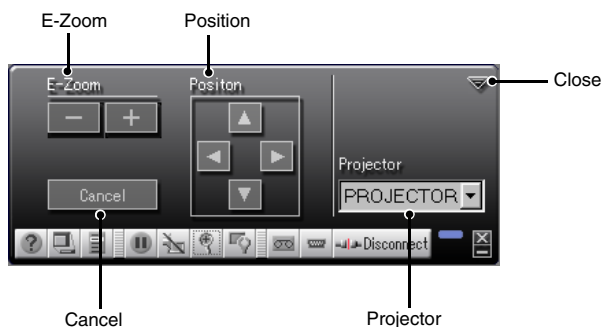 E-Zoom
Position
Close
E-Zoom
Positon
Projector
Cancel
PROJECTOR
Disconnect
Cancel
Projector